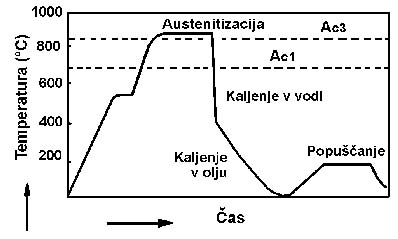 1000
800
600
400
200
Temperatura (°C)
Austenitizacija
Ac3
Ac1
Kaljenje v vodi
Kaljenje
v olju
Popuščanje
Čas